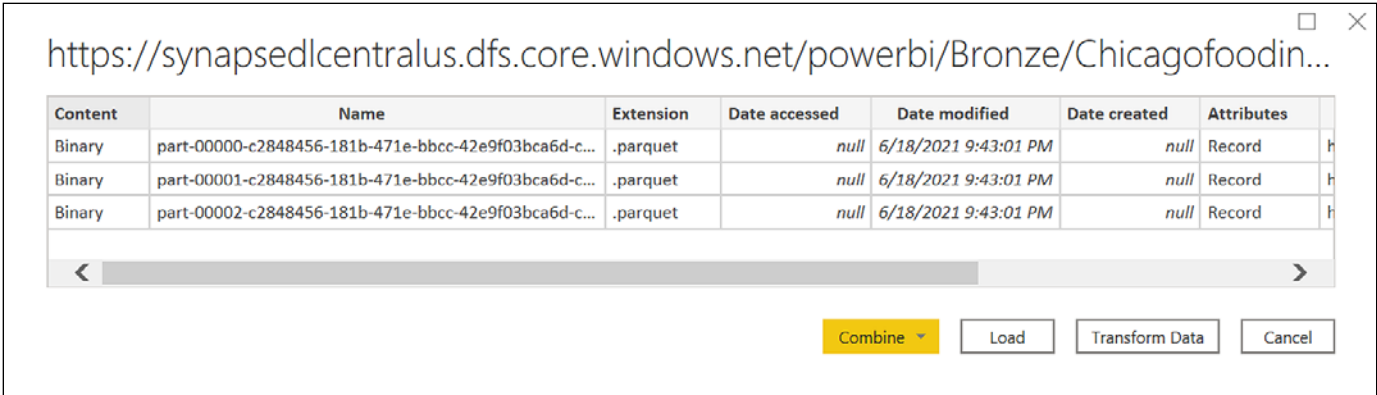 https://synapsedlcentralus.dfs.core.windows.net/powerbi/Bronze/Chicagofoodin...
Content Name Extension Date accessed Date modified Date created Attributes
Binary part-00000-c2848456-181b-471e-bbcc-42e9f03bca6d-c... .parquet null 6/18/2021 9:43:01 PM null Record h
Binary part-00001-c2848456-181b-471e-bbcc-42e9f03bca6d-c... .parquet null 6/18/2021 9:43:01 PM null Record h
Binary part-00002-c2848456-181b-471e-bbcc-42e9f03bca6d-c... .parquet null 6/18/2021 9:43:01 PM null Record h
Combine Load Transform Data Cancel